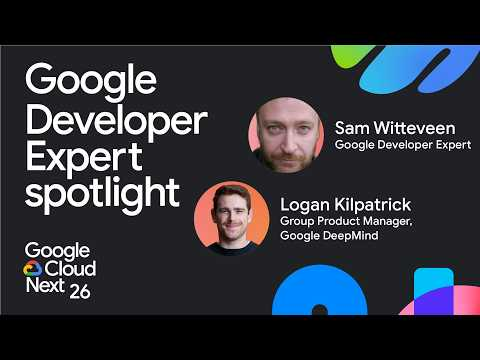 Google
Developer
Expert
spotlight
Sam Witteveen
Google Developer Expert
Logan Kilpatrick
Group Product Manager,
Google DeepMind
Google
Cloud
Next 26